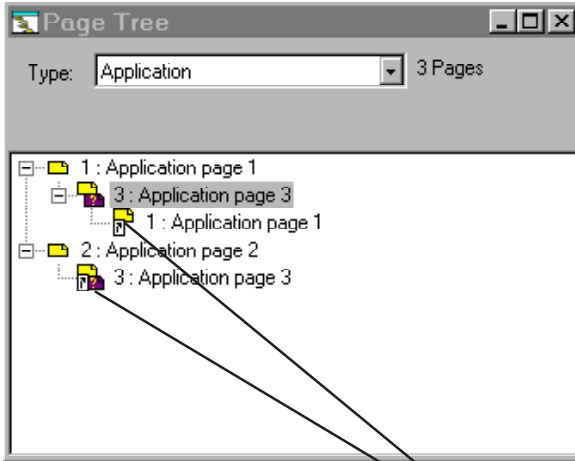 Page Tree
Type: Application 3 Pages
1 : Application page 1
3 : Application page 3
1 : Application page 1
2 : Application page 2
3 : Application page 3